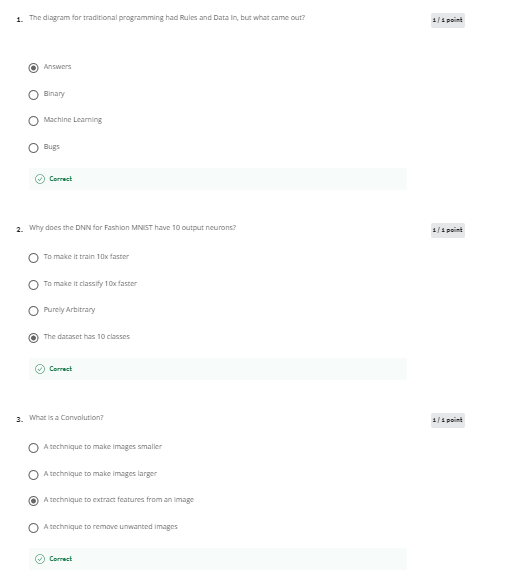 1. The diagram for traditional programming had Rules and Data In, but what came out?
1 / 1 point
Answers
Binary
Machine Learning
Bugs
Correct
2. Why does the DNN for Fashion MNIST have 10 output neurons?
1 / 1 point
To make it train 10x faster
To make it classify 10x faster
Purely Arbitrary
The dataset has 10 classes
Correct
3. What is a Convolution?
1 / 1 point
A technique to make images smaller
A technique to make images larger
A technique to extract features from an image
A technique to remove unwanted images
Correct